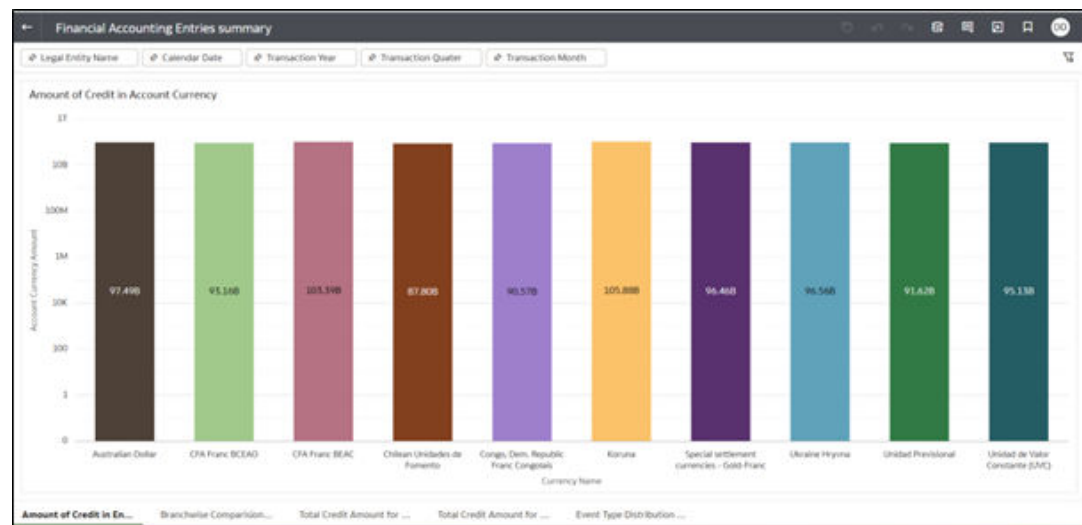 Financial Accounting Entries summary
DD
Legal Entity Name
Calendar Date
Transaction Year
Transaction Quater
Transaction Month
Amount of Credit in Account Currency
1T
10B
100M
1M
10K
100
1
0
Account Currency Amount
97.49B
93.16B
103.39B
87.80B
90.57B
105.88B
96.46B
96.56B
91.62B
95.13B
Australian Dollar
CFA Franc BCEAO
CFA Franc BEAC
Chilean Unidades de
Fomento
Congo, Dem. Republic
Franc Congolais
Koruna
Special settlement
currencies - Gold-Franc
Ukraine Hryvna
Unidad Previsional
Unidad de Valor
Constante (UVC)
Currency Name
Amount of Credit in En...
Branchwise Comparision...
Total Credit Amount for ...
Total Credit Amount for ...
Event Type Distribution ...